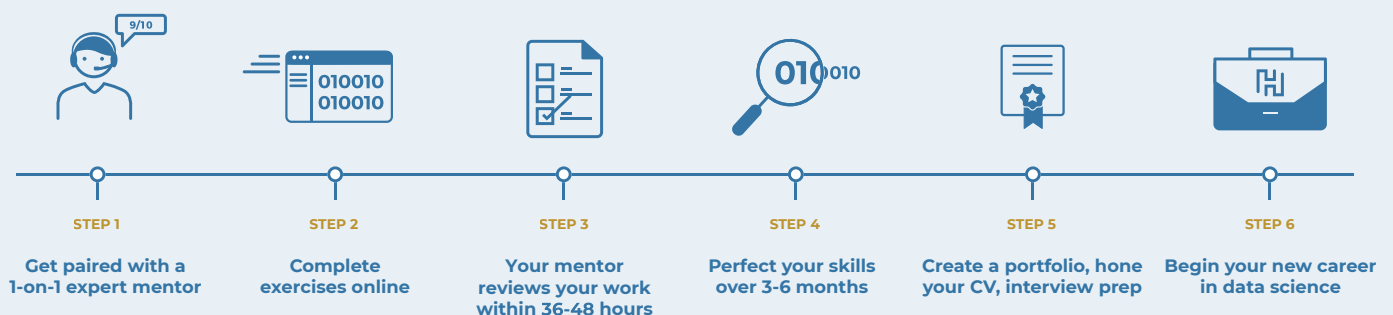 9/10
010010
010010
010
0010
STEP 1
STEP 2
STEP 3
STEP 4
STEP 5
STEP 6
Get paired with a
1-on-1 expert mentor
Complete
exercises online
Your mentor
reviews your work
within 36-48 hours
Perfect your skills
over 3-6 months
Create a portfolio, hone
your CV, interview prep
Begin your new career
in data science